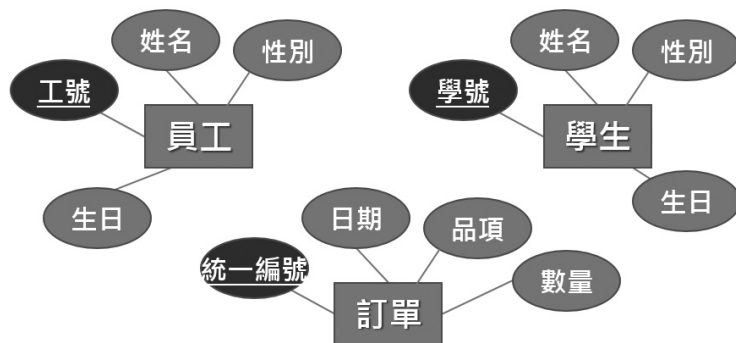 姓名
性別
工號
員工
生日
姓名
性別
學號
學生
生日
日期
品項
統一編號
數量
訂單